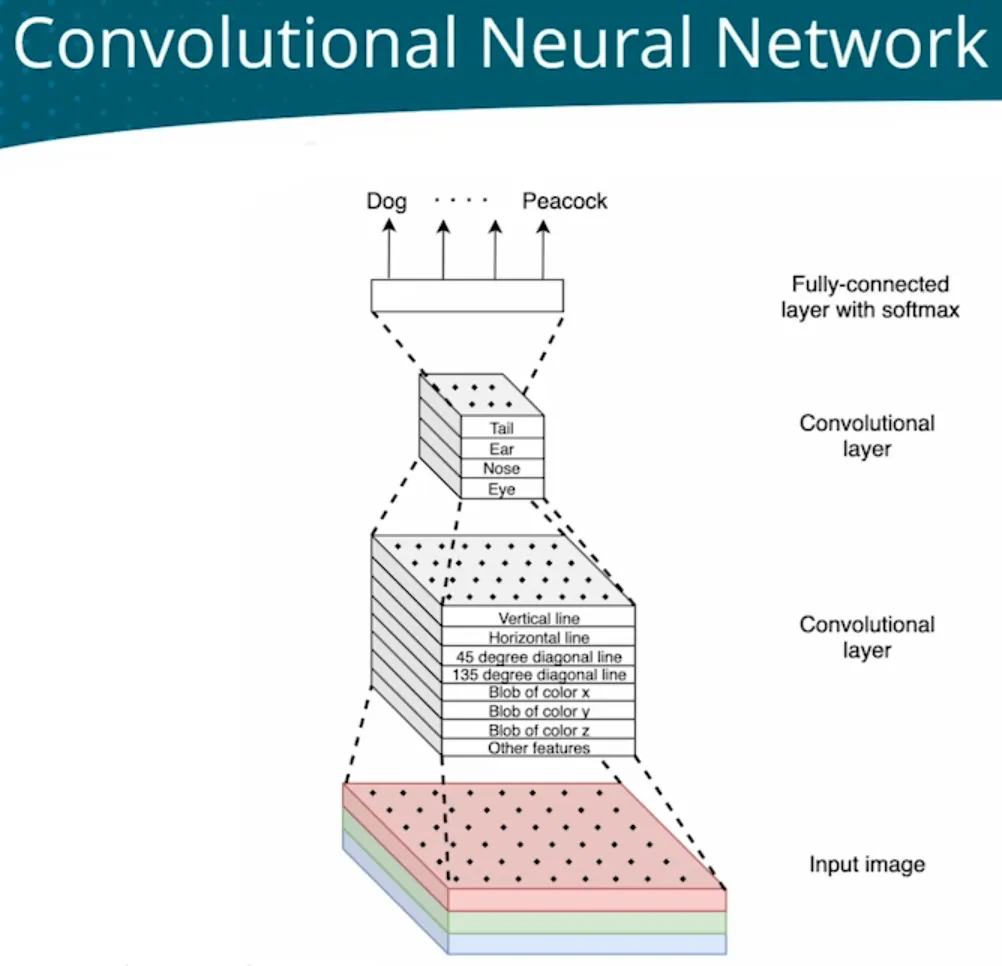 Convolutional Neural Network
Dog .... Peacock
Fully-connected
layer with softmax
Tail
Ear
Nose
Eye
Convolutional
layer
Vertical line
Horizontal line
45 degree diagonal line
135 degree diagonal line
Blob of color x
Blob of color y
Blob of color z
Other features
Convolutional
layer
Input image